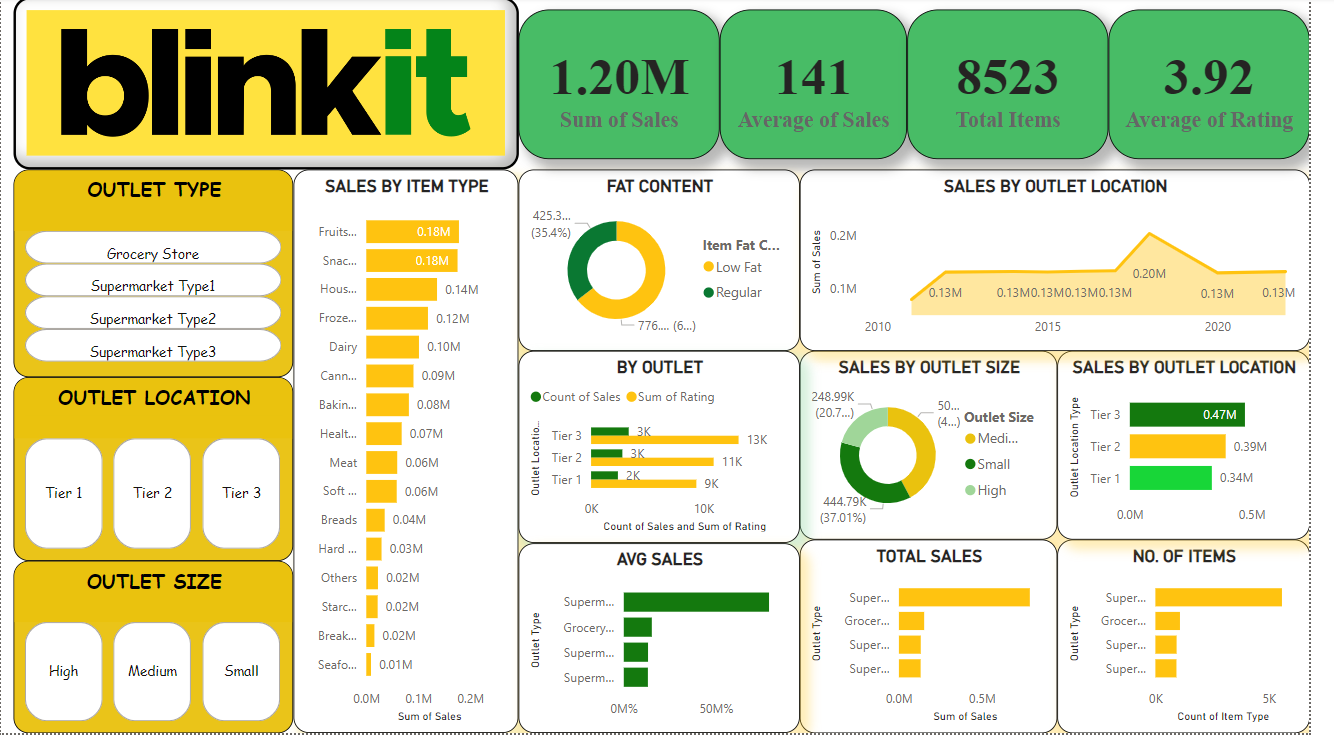 blinkit
1.20M
Sum of Sales
141
Average of Sales
8523
Total Items
3.92
Average of Rating
OUTLET TYPE
Grocery Store
Supermarket Type1
Supermarket Type2
Supermarket Type3
OUTLET LOCATION
Tier 1
Tier 2
Tier 3
OUTLET SIZE
High
Medium
Small
SALES BY ITEM TYPE
Fruits... 0.18M
Snac... 0.18M
Hous... 0.14M
Froze... 0.12M
Dairy 0.10M
Cann... 0.09M
Bakin... 0.08M
Healt... 0.07M
Meat 0.06M
Soft ... 0.06M
Breads 0.04M
Hard ... 0.03M
Others 0.02M
Starc... 0.02M
Break... 0.02M
Seafo... 0.01M
0.0M 0.1M 0.2M
Sum of Sales
FAT CONTENT
425.3...
(35.4%)
776.... (6...)
Item Fat C...
Low Fat
Regular
SALES BY OUTLET LOCATION
Sum of Sales
0.2M
0.1M
0.13M 0.13M 0.13M 0.13M 0.13M 0.20M 0.13M 0.13M
2010 2015 2020
BY OUTLET
Count of Sales Sum of Rating
Outlet Locatio...
Tier 3 3K 13K
Tier 2 3K 11K
Tier 1 2K 9K
0K 10K
Count of Sales and Sum of Rating
SALES BY OUTLET SIZE
248.99K
(20.7...)
50...
(4...)
444.79K
(37.01%)
Outlet Size
Medi...
Small
High
SALES BY OUTLET LOCATION
Outlet Location Type
Tier 3 0.47M
Tier 2 0.39M
Tier 1 0.34M
0.0M 0.5M
AVG SALES
Outlet Type
Superm...
Grocery...
Superm...
Superm...
0M% 50M%
TOTAL SALES
Outlet Type
Super...
Grocer...
Super...
Super...
0.0M 0.5M
Sum of Sales
NO. OF ITEMS
Outlet Type
Super...
Grocer...
Super...
Super...
0K 5K
Count of Item Type